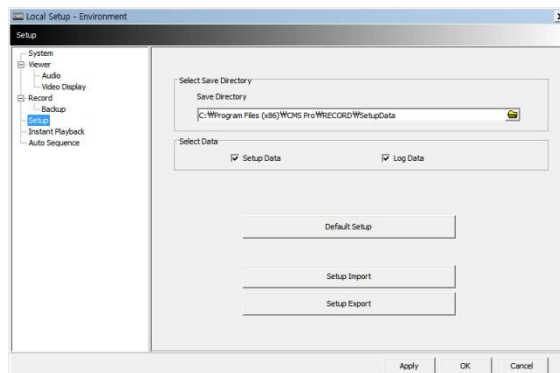 Local Setup - Environment
Setup
System
Viewer
Audio
Video Display
Record
Backup
Setup
Instant Playback
Auto Sequence
Select Save Directory
Save Directory
C:₩Program Files (x86)₩CMS Pro₩RECORD₩SetupData
Select Data
Setup Data
Log Data
Default Setup
Setup Import
Setup Export
Apply
OK
Cancel